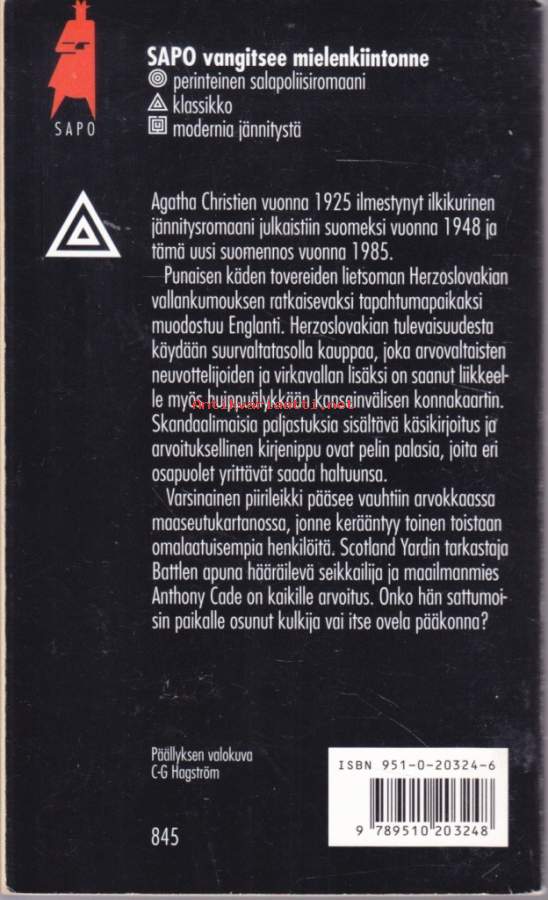 SAPO
SAPO vangitsee mielenkiintonne
perinteinen salapoliisiromaani
klassikko
modernia jännitystä
Agatha Christien vuonna 1925 ilmestynyt ilkikurinen
jännitysromaani julkaistiin suomeksi vuonna 1948 ja
tämä uusi suomennos vuonna 1985.
Punaisen käden tovereiden lietsoman Herzoslovakian
vallankumouksen ratkaisevaksi tapahtumapaikaksi
muodostuu Englanti. Herzoslovakian tulevaisuudesta
käydään suurvaltatasolla kauppaa, joka arvovaltaisten
neuvottelijoiden ja virkavallan lisäksi on saanut liikkeel-
le myös huippuälykkään kansainvälisen konnakaartin.
Antikvariaatti.net
Skandaalimaisia paljastuksia sisältävä käsikirjoitus ja
arvoituksellinen kirjenippu ovat pelin palasia, joita eri
osapuolet yrittävät saada haltuunsa.
Varsinainen piirileikki pääsee vauhtiin arvokkaassa
maaseutukartanossa, jonne kerääntyy toinen toistaan
omalaatuisempia henkilöitä. Scotland Yardin tarkastaja
Battlen apuna hääräilevä seikkailija ja maailmanmies
Anthony Cade on kaikille arvoitus. Onko hän sattumoi-
sin paikalle osunut kulkija vai itse ovela pääkonna?
Päällyksen valokuva
C-G Hagström
845
ISBN 951-0-20324-6
9 789510 203248